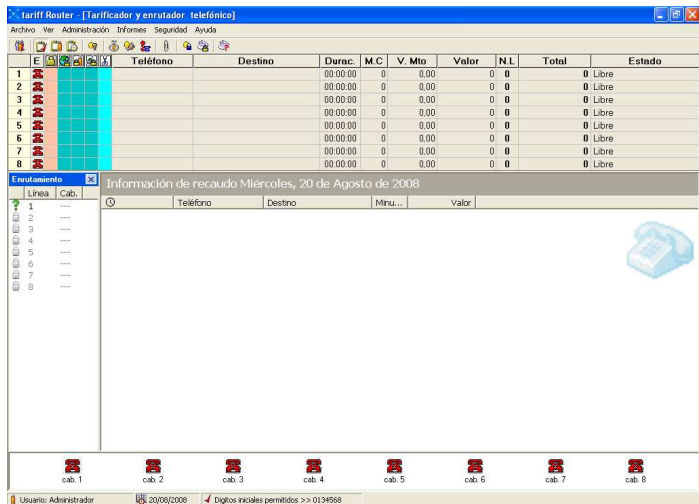 tariff Router - [Tarificador y enrutador telefónico]
Archivo Ver Administración Informes Seguridad Ayuda
E Teléfono Destino Durac. M.C V. Mto Valor N.L Total Estado
1 00:00:00 0 0,00 0 0 0 Libre
2 00:00:00 0 0,00 0 0 0 Libre
3 00:00:00 0 0,00 0 0 0 Libre
4 00:00:00 0 0,00 0 0 0 Libre
5 00:00:00 0 0,00 0 0 0 Libre
6 00:00:00 0 0,00 0 0 0 Libre
7 00:00:00 0 0,00 0 0 0 Libre
8 00:00:00 0 0,00 0 0 0 Libre
Enrutamiento
Línea Cab.
1 ---
2 ---
3 ---
4 ---
5 ---
6 ---
7 ---
8 ---
Información de recaudo Miércoles, 20 de Agosto de 2008
Teléfono Destino Minu... Valor
cab. 1 cab. 2 cab. 3 cab. 4 cab. 5 cab. 6 cab. 7 cab. 8
Usuario: Administrador 20/08/2008 Digitos iniciales permitidos >> 0134568